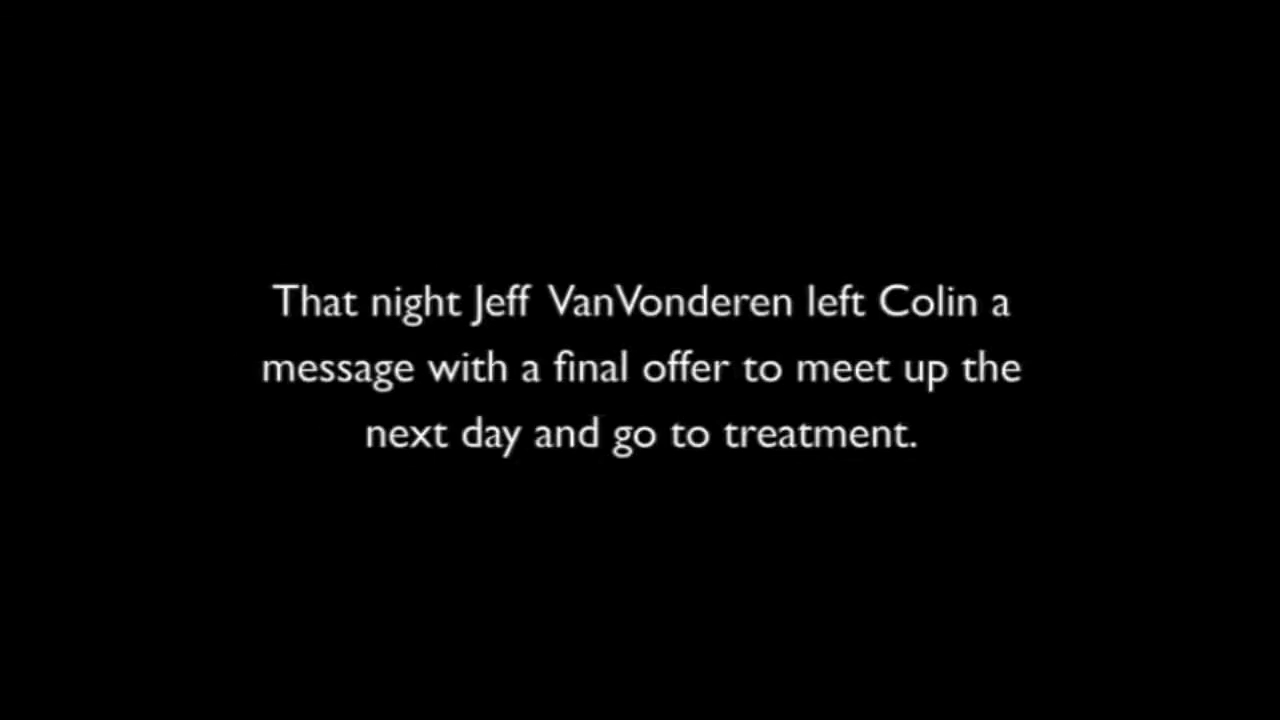 That night Jeff VanVonderen left Colin a
message with a final offer to meet up the
next day and go to treatment.